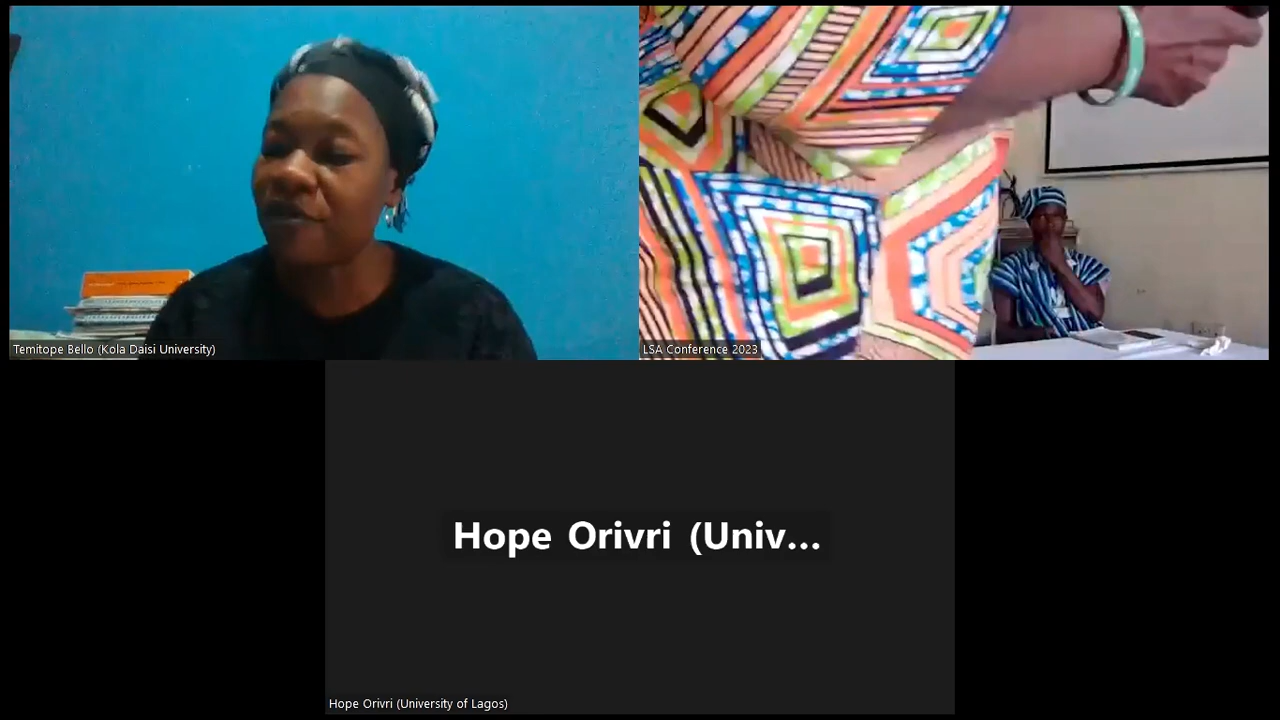 Temitope Bello (Kola Daisi University)
LSA Conference 2023
Hope Orivri (Univ...
Hope Orivri (University of Lagos)